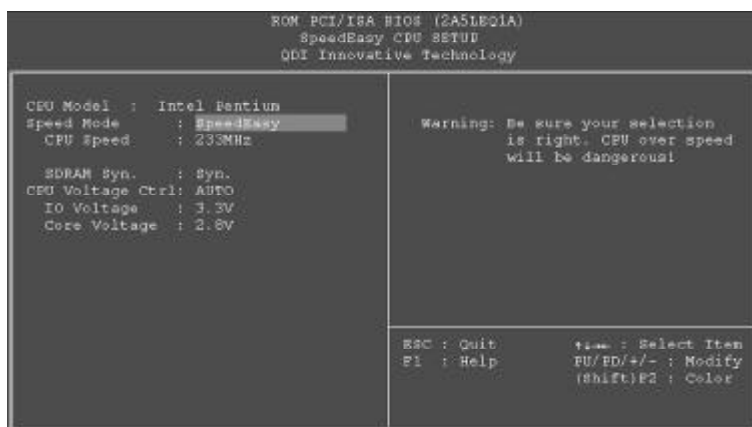 ROM PCI/ISA BIOS (2A5LEQ1A)
SpeedEasy CPU SETUP
QDI Innovative Technology
CPU Model : Intel Pentium
Speed Mode : SpeedEasy
CPU Speed : 233MHz
SDRAM Syn. : Syn.
CPU Voltage Ctrl: AUTO
IO Voltage : 3.3V
Core Voltage : 2.8V
Warning: Be sure your selection
is right. CPU over speed
will be dangerous!
ESC : Quit
F1 : Help
↑↓→← : Select Item
PU/PD/+/- : Modify
(Shift)F2 : Color